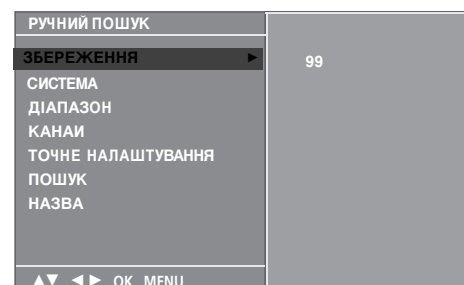 РУЧНИЙ ПОШУК
ЗБЕРЕЖЕННЯ ► 99
СИСТЕМА
ДІАПАЗОН
КАНАИ
ТОЧНЕ НАЛАШТУВАННЯ
ПОШУК
НАЗВА
▲▼ ◄► OK MENU